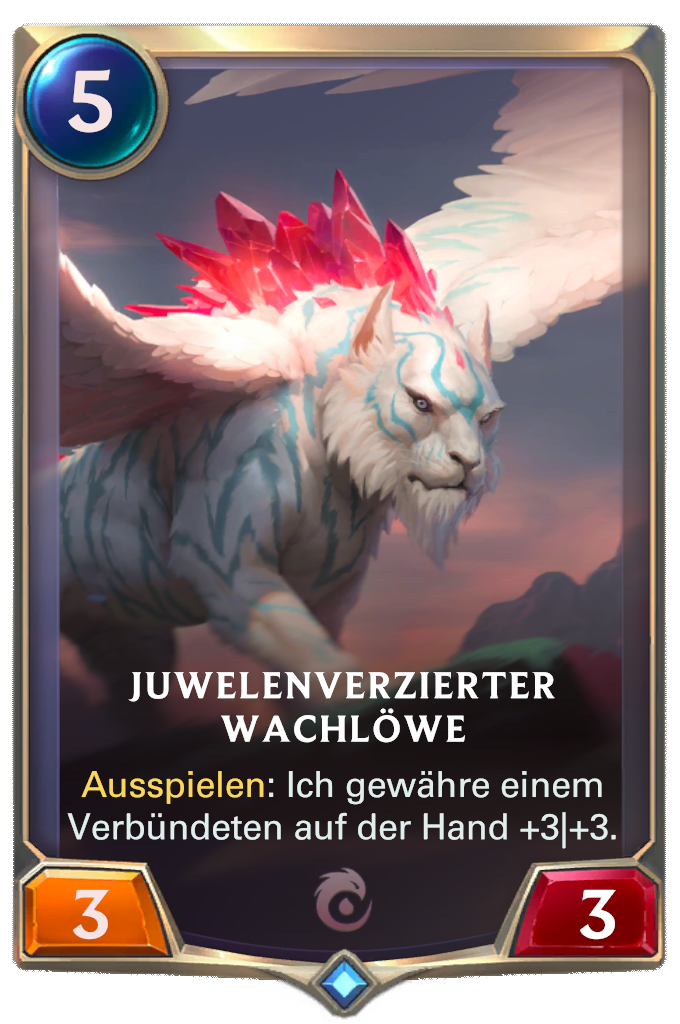 5
JUWELENVERZIERTER
WACHLÖWE
Ausspielen: Ich gewähre einem
Verbündeten auf der Hand +3|+3.
3
3